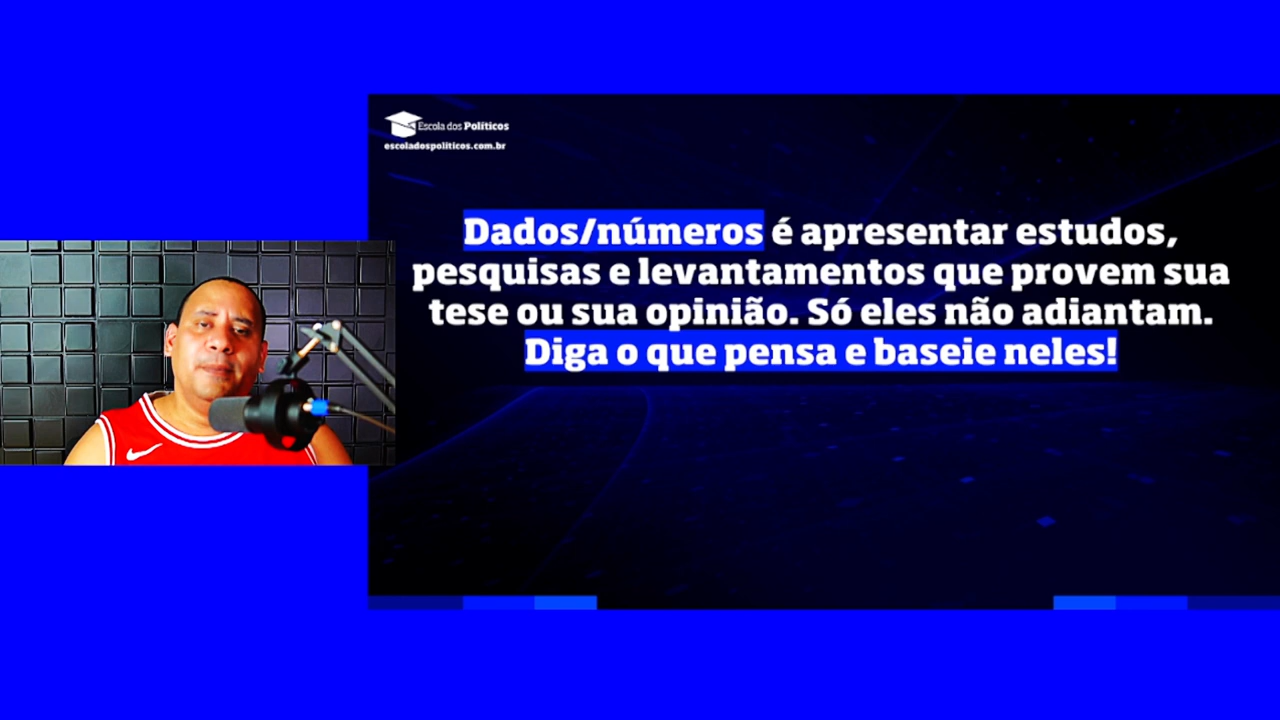 Escola dos Políticos
escoladospoliticos.com.br
Dados/números é apresentar estudos,
pesquisas e levantamentos que provem sua
tese ou sua opinião. Só eles não adiantam.
Diga o que pensa e baseie neles!